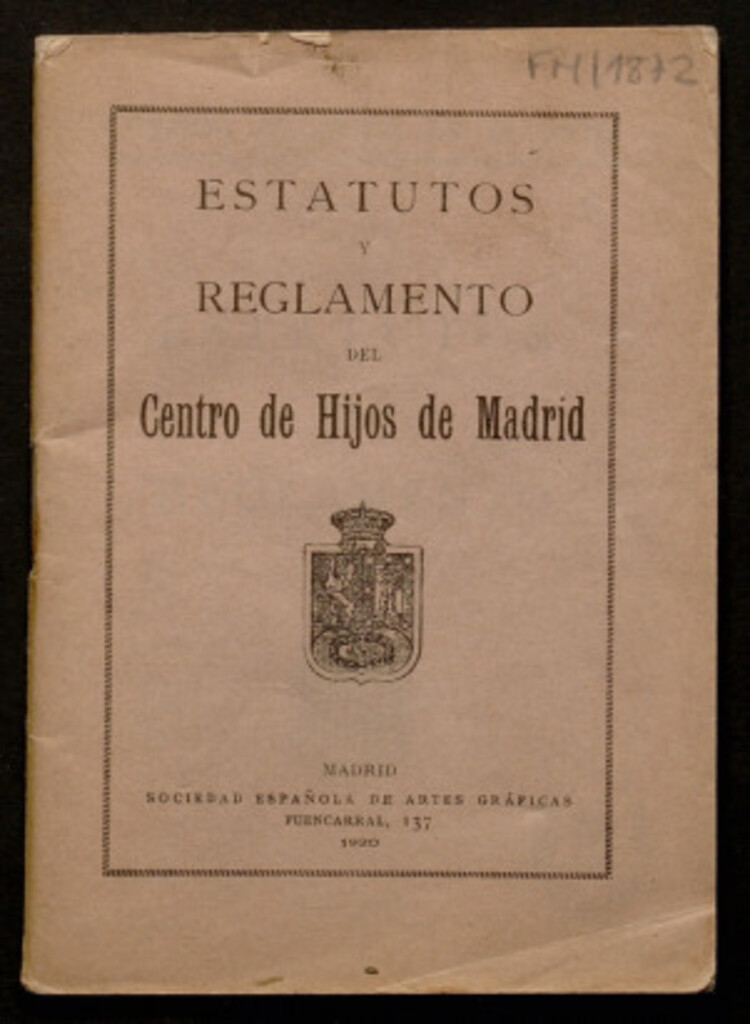 FM/1872
ESTATUTOS
Y
REGLAMENTO
DEL
Centro de Hijos de Madrid
MADRID
SOCIEDAD ESPAÑOLA DE ARTES GRÁFICAS
FUENCARRAL, 137
1920